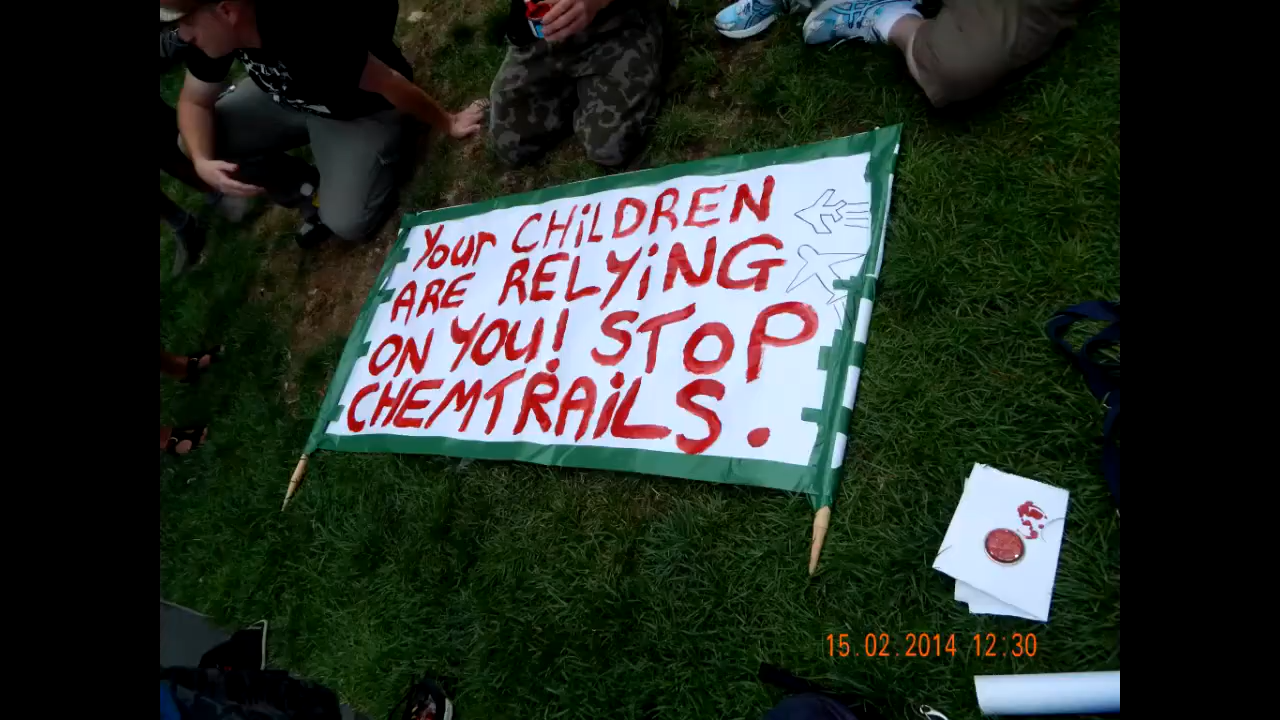 Your CHiLDREN
ARE RELYiNG
ON YOU! STOP
CHEMTRAiLS.
15.02.2014 12:30